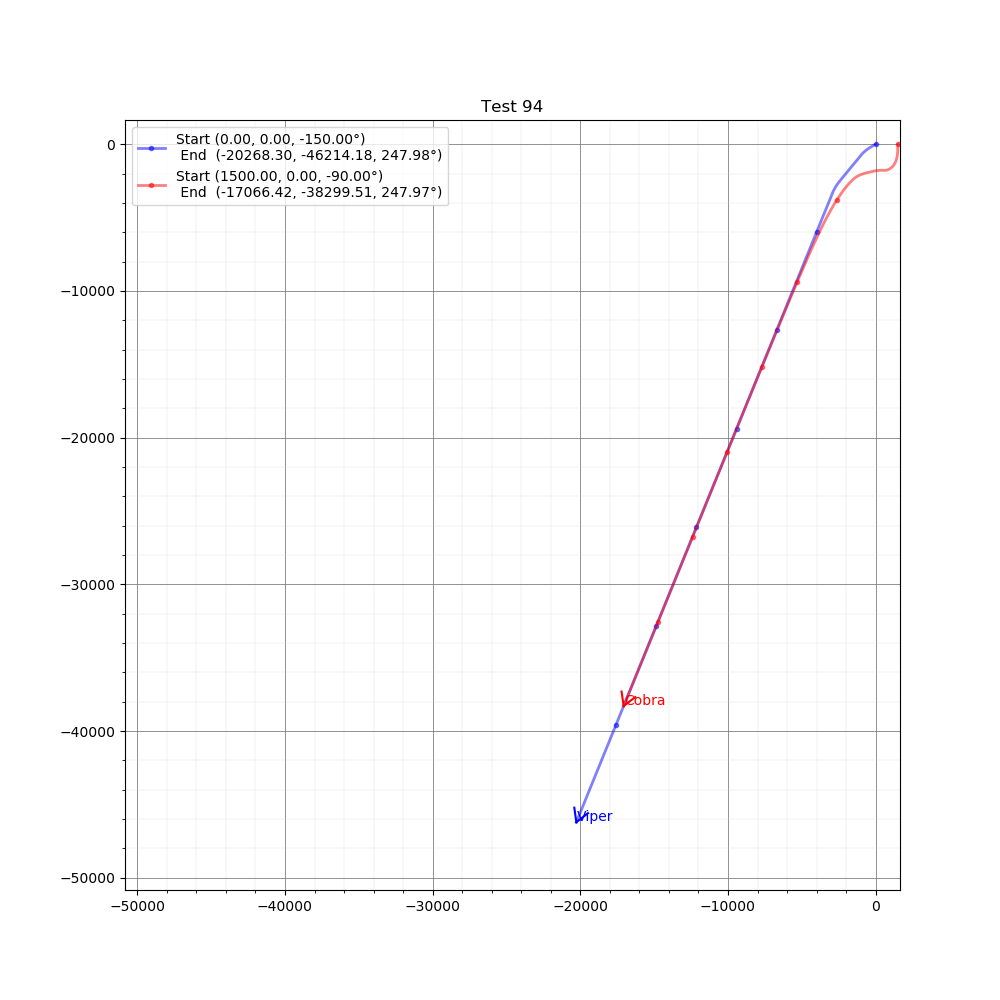 Test 94
Start (0.00, 0.00, -150.00°)
End (-20268.30, -46214.18, 247.98°)
Start (1500.00, 0.00, -90.00°)
End (-17066.42, -38299.51, 247.97°)
0
−10000
−20000
−30000
−40000
−50000
Cobra
Viper
−50000
−40000
−30000
−20000
−10000
0